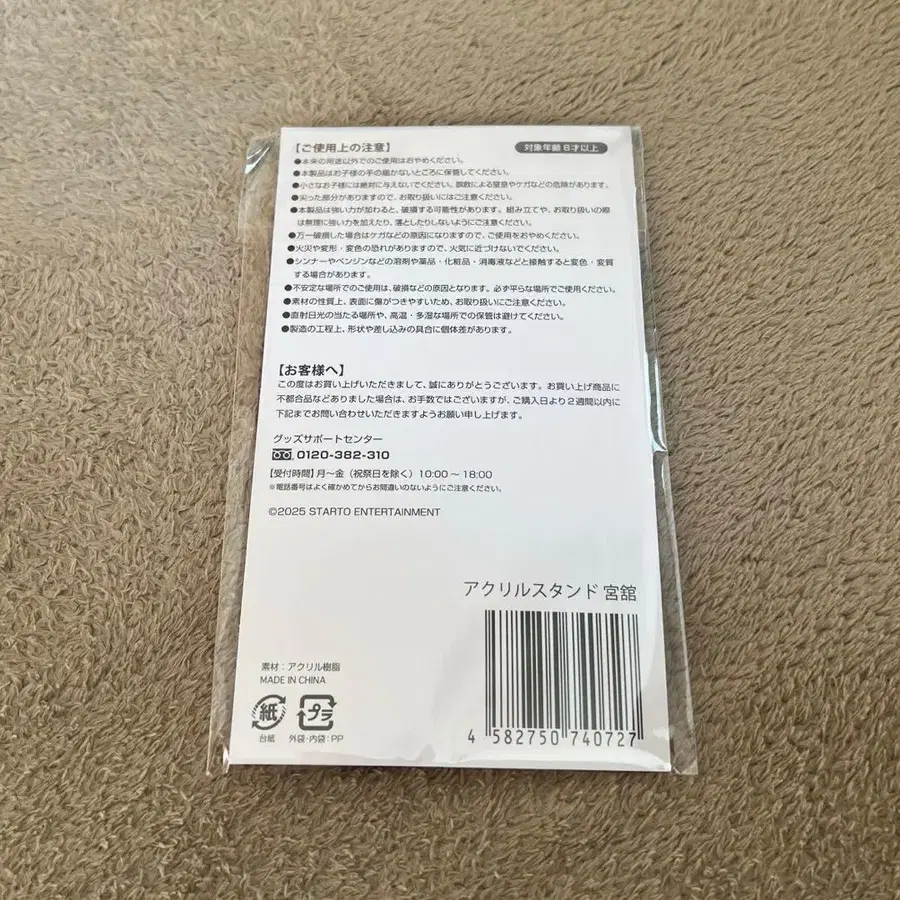 【ご使用上の注意】
対象年齢 8才以上
●本来の用途以外でのご使用はおやめください。
●本製品はお子様の手の届かないところに保管してください。
●小さなお子様には絶対に与えないでください。誤飲による窒息やケガなどの危険があります。
●尖った部分がありますので、お取り扱いにはご注意ください。
●本製品は強い力が加わると、破損する可能性があります。組み立てや、お取り扱いの際
は無理に強い力を加えたり、落としたりしないようにご注意ください。
●万一破損した場合はケガなどの原因になりますので、ご使用をおやめください。
●火災や変形・変色の恐れがありますので、火気に近づけないでください。
●シンナーやベンジンなどの溶剤や薬品・化粧品・消毒液などと接触すると変色・変質
する場合があります。
●不安定な場所でのご使用は、破損などの原因となります。必ず平らな場所でご使用ください。
●素材の性質上、表面に傷がつきやすいため、お取り扱いにご注意ください。
●直射日光の当たる場所や、高温・多湿な場所での保管は避けてください。
●製造の工程上、形状や差し込みの具合に個体差があります。
【お客様へ】
この度はお買い上げいただきまして、誠にありがとうございます。お買い上げ商品に
不都合品などありました場合は、お手数ではございますが、ご購入日より2週間以内に
下記までお問い合わせいただきますようお願い申し上げます。
グッズサポートセンター
0120-382-310
【受付時間】月〜金（祝祭日を除く）10:00〜18:00
※電話番号はよく確かめてからお間違いのないようにご注意ください。
©2025 STARTO ENTERTAINMENT
アクリルスタンド 宮舘
素材：アクリル樹脂
MADE IN CHINA
紙
プラ
台紙
外袋・内袋：PP
4 582750 740727